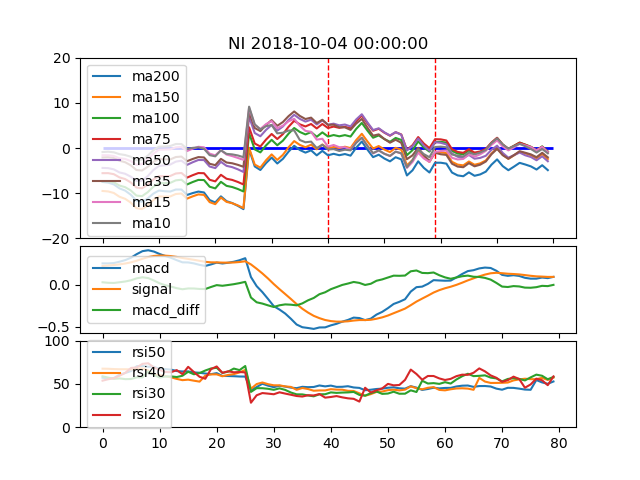 NI 2018-10-04 00:00:00
20
10
0
−10
−20
ma200
ma150
ma100
ma75
ma50
ma35
ma15
ma10
0.0
−0.5
macd
signal
macd_diff
100
50
0
rsi50
rsi40
rsi30
rsi20
0 10 20 30 40 50 60 70 80